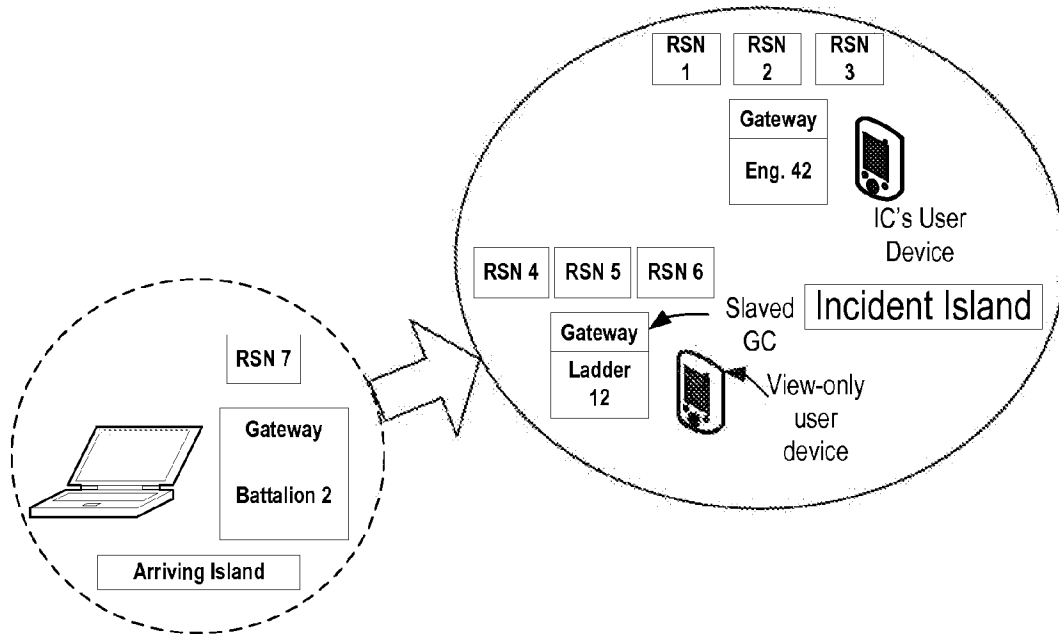 RSN
1
RSN
2
RSN
3
Gateway
Eng. 42
IC's User
Device
RSN 4
RSN 5
RSN 6
Incident Island
Slaved
GC
Gateway
Ladder
12
View-only
user
device
RSN 7
Gateway
Battalion 2
Arriving Island